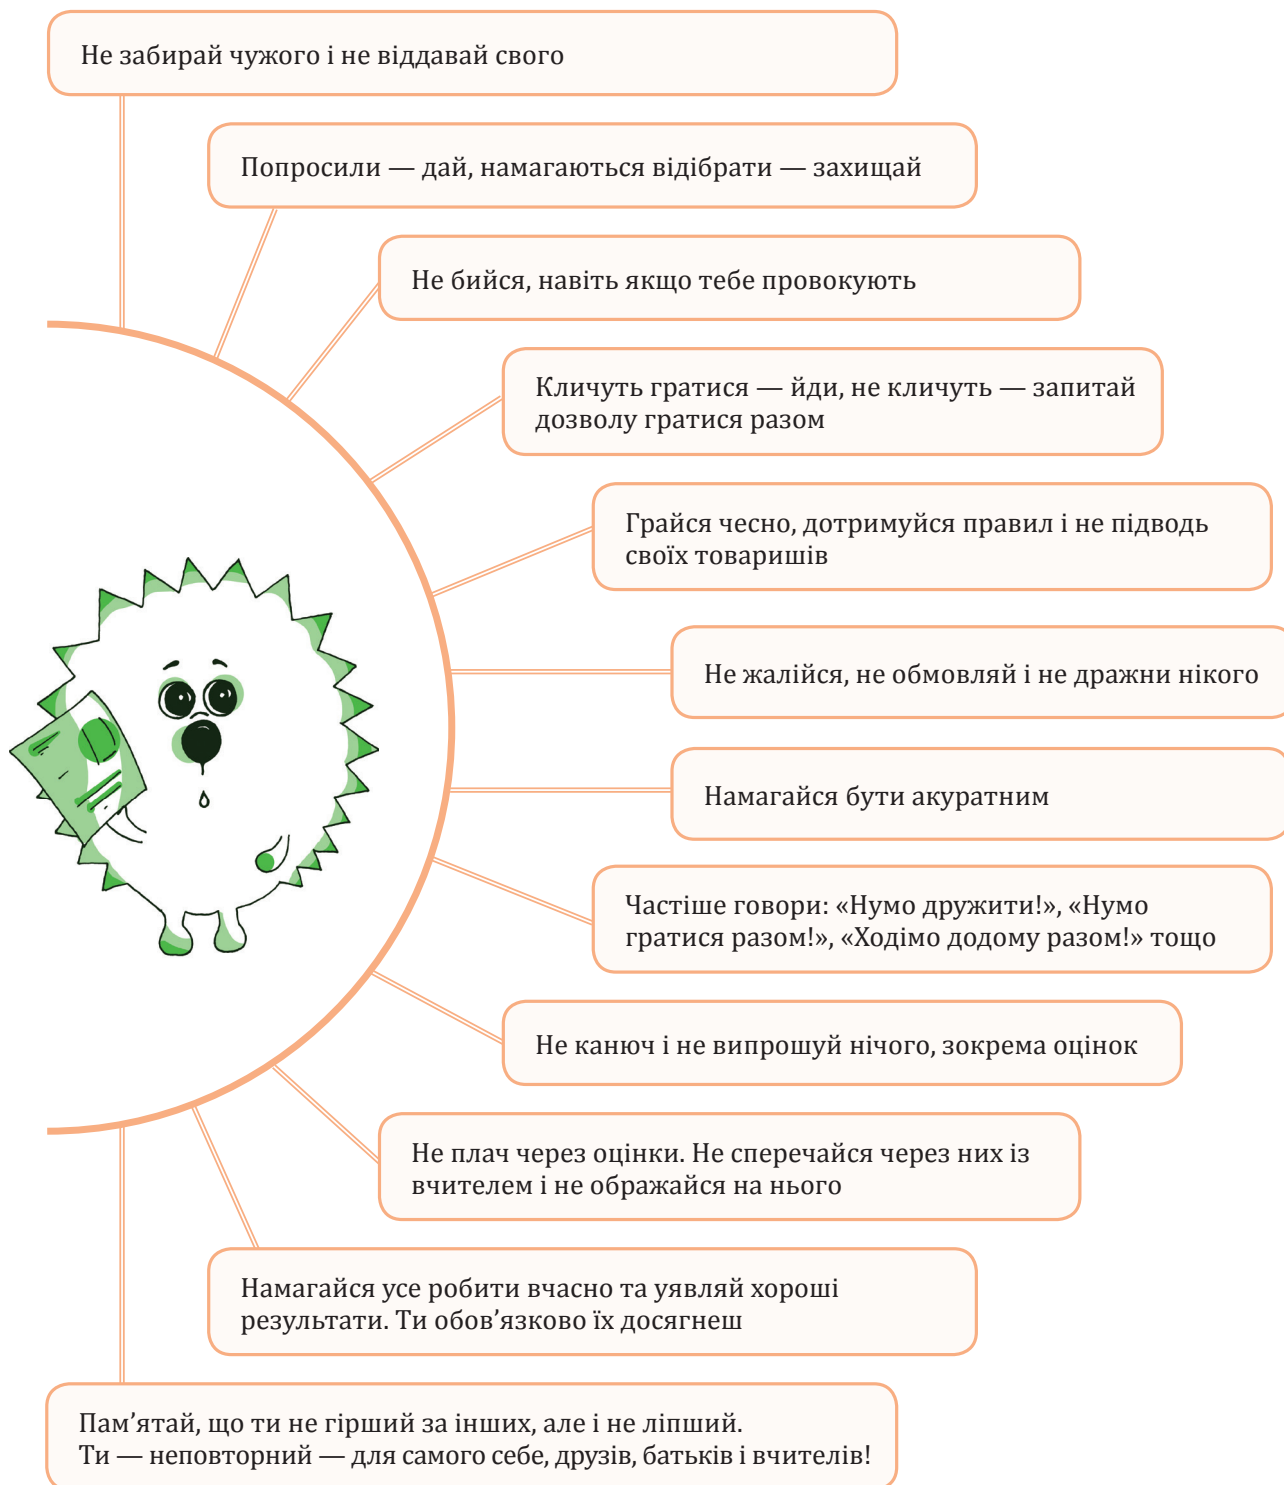 Не забирай чужого і не віддавай свого
Попросили — дай, намагаються відібрати — захищай
Не бийся, навіть якщо тебе провокують
Кличуть гратися — йди, не кличуть — запитай
дозволу гратися разом
Грайся чесно, дотримуйся правил і не підводь
своїх товаришів
Не жалійся, не обмовляй і не дражни нікого
Намагайся бути акуратним
Частіше говори: «Нумо дружити!», «Нумо
гратися разом!», «Ходімо додому разом!» тощо
Не канюч і не випрошуй нічого, зокрема оцінок
Не плач через оцінки. Не сперечайся через них із
вчителем і не ображайся на нього
Намагайся усе робити вчасно та уявляй хороші
результати. Ти обов’язково їх досягнеш
Пам’ятай, що ти не гірший за інших, але і не ліпший.
Ти — неповторний — для самого себе, друзів, батьків і вчителів!